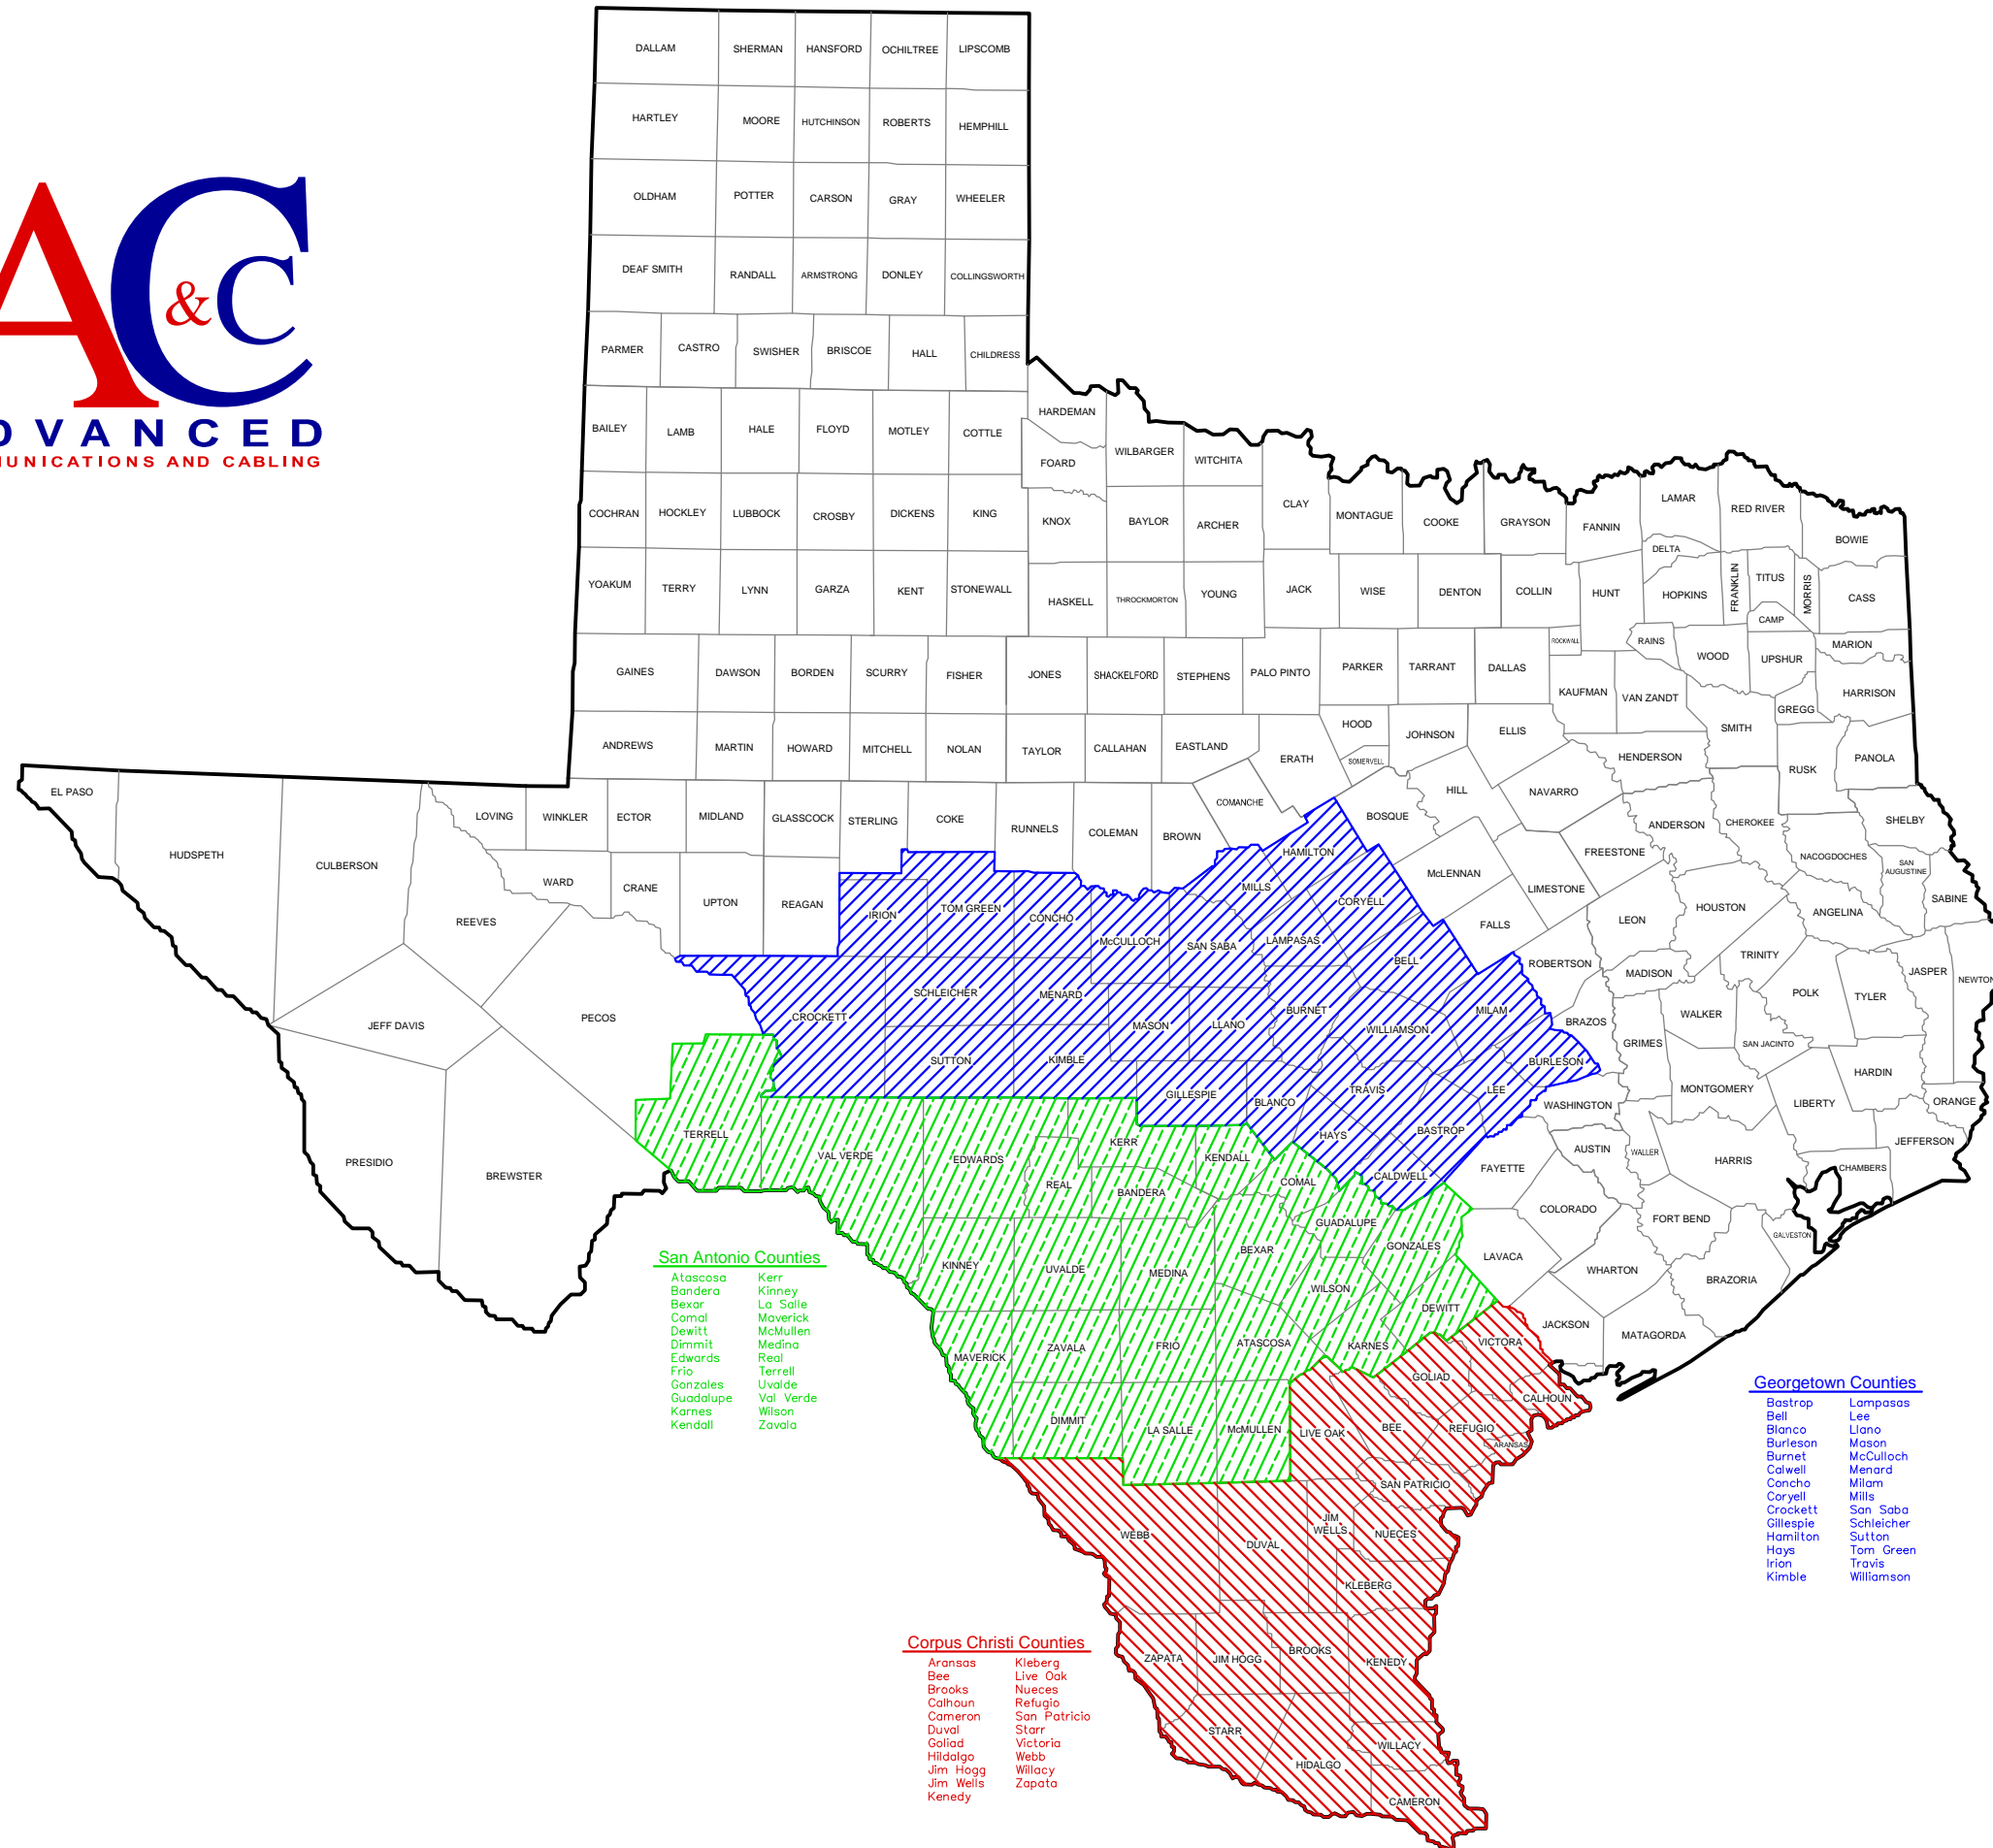 A C & C
DVANCED
MUNICATIONS AND CABLING
DALLAM SHERMAN HANSFORD OCHILTREE LIPSCOMB
HARTLEY MOORE HUTCHINSON ROBERTS HEMPHILL
OLDHAM POTTER CARSON GRAY WHEELER
DEAF SMITH RANDALL ARMSTRONG DONLEY COLLINGSWORTH
PARMER CASTRO SWISHER BRISCOE HALL CHILDRESS
BAILEY LAMB HALE FLOYD MOTLEY COTTLE HARDEMAN
FOARD WILBARGER WITCHITA
COCHRAN HOCKLEY LUBBOCK CROSBY DICKENS KING KNOX BAYLOR ARCHER CLAY MONTAGUE COOKE GRAYSON FANNIN LAMAR RED RIVER BOWIE
DELTA
YOAKUM TERRY LYNN GARZA KENT STONEWALL HASKELL THROCKMORTON YOUNG JACK WISE DENTON COLLIN HUNT HOPKINS FRANKLIN TITUS MORRIS CASS
CAMP
ROCKWALL RAINS WOOD UPSHUR MARION
GAINES DAWSON BORDEN SCURRY FISHER JONES SHACKELFORD STEPHENS PALO PINTO PARKER TARRANT DALLAS KAUFMAN VAN ZANDT GREGG HARRISON
ANDREWS MARTIN HOWARD MITCHELL NOLAN TAYLOR CALLAHAN EASTLAND ERATH HOOD JOHNSON ELLIS SMITH
SOMERVELL HENDERSON RUSK PANOLA
EL PASO HUDSPETH CULBERSON LOVING WINKLER ECTOR MIDLAND GLASSCOCK STERLING COKE RUNNELS COLEMAN BROWN COMANCHE BOSQUE HILL NAVARRO ANDERSON CHEROKEE SHELBY
REEVES WARD CRANE UPTON REAGAN IRION TOM GREEN CONCHO MILLS HAMILTON CORYELL McLENNAN LIMESTONE FREESTONE NACOGDOCHES
SAN
AUGUSTINE
SABINE
McCULLOCH SAN SABA LAMPASAS BELL FALLS ROBERTSON LEON HOUSTON ANGELINA
MADISON TRINITY POLK TYLER JASPER NEWTON
JEFF DAVIS PECOS CROCKETT SCHLEICHER MENARD MASON LLANO BURNET WILLIAMSON MILAM BRAZOS WALKER
SUTTON KIMBLE BURLESON GRIMES SAN JACINTO HARDIN
GILLESPIE BLANCO TRAVIS LEE WASHINGTON MONTGOMERY LIBERTY ORANGE
PRESIDIO BREWSTER TERRELL VAL VERDE EDWARDS KERR KENDALL HAYS BASTROP AUSTIN WALLER HARRIS JEFFERSON
REAL BANDERA COMAL CALDWELL FAYETTE CHAMBERS
COLORADO FORT BEND GALVESTON
KINNEY UVALDE MEDINA BEXAR GUADALUPE GONZALES LAVACA WHARTON BRAZORIA
WILSON DEWITT JACKSON MATAGORDA
MAVERICK ZAVALA FRIO ATASCOSA KARNES VICTORA
GOLIAD CALHOUN
DIMMIT LA SALLE McMULLEN LIVE OAK BEE REFUGIO ARANSAS
SAN PATRICIO
WEBB DUVAL
JIM
WELLS
NUECES
KLEBERG
ZAPATA JIM HOGG BROOKS KENEDY
STARR HIDALGO WILLACY
CAMERON
San Antonio Counties
Atascosa Kerr
Bandera Kinney
Bexar La Salle
Comal Maverick
Dewitt McMullen
Dimmit Medina
Edwards Real
Frio Terrell
Gonzales Uvalde
Guadalupe Val Verde
Karnes Wilson
Kendall Zavala
Georgetown Counties
Bastrop Lampasas
Bell Lee
Blanco Llano
Burleson Mason
Burnet McCulloch
Calwell Menard
Concho Milam
Coryell Mills
Crockett San Saba
Gillespie Schleicher
Hamilton Sutton
Hays Tom Green
Irion Travis
Kimble Williamson
Corpus Christi Counties
Aransas Kleberg
Bee Live Oak
Brooks Nueces
Calhoun Refugio
Cameron San Patricio
Duval Starr
Goliad Victoria
Hildalgo Webb
Jim Hogg Willacy
Jim Wells Zapata
Kenedy